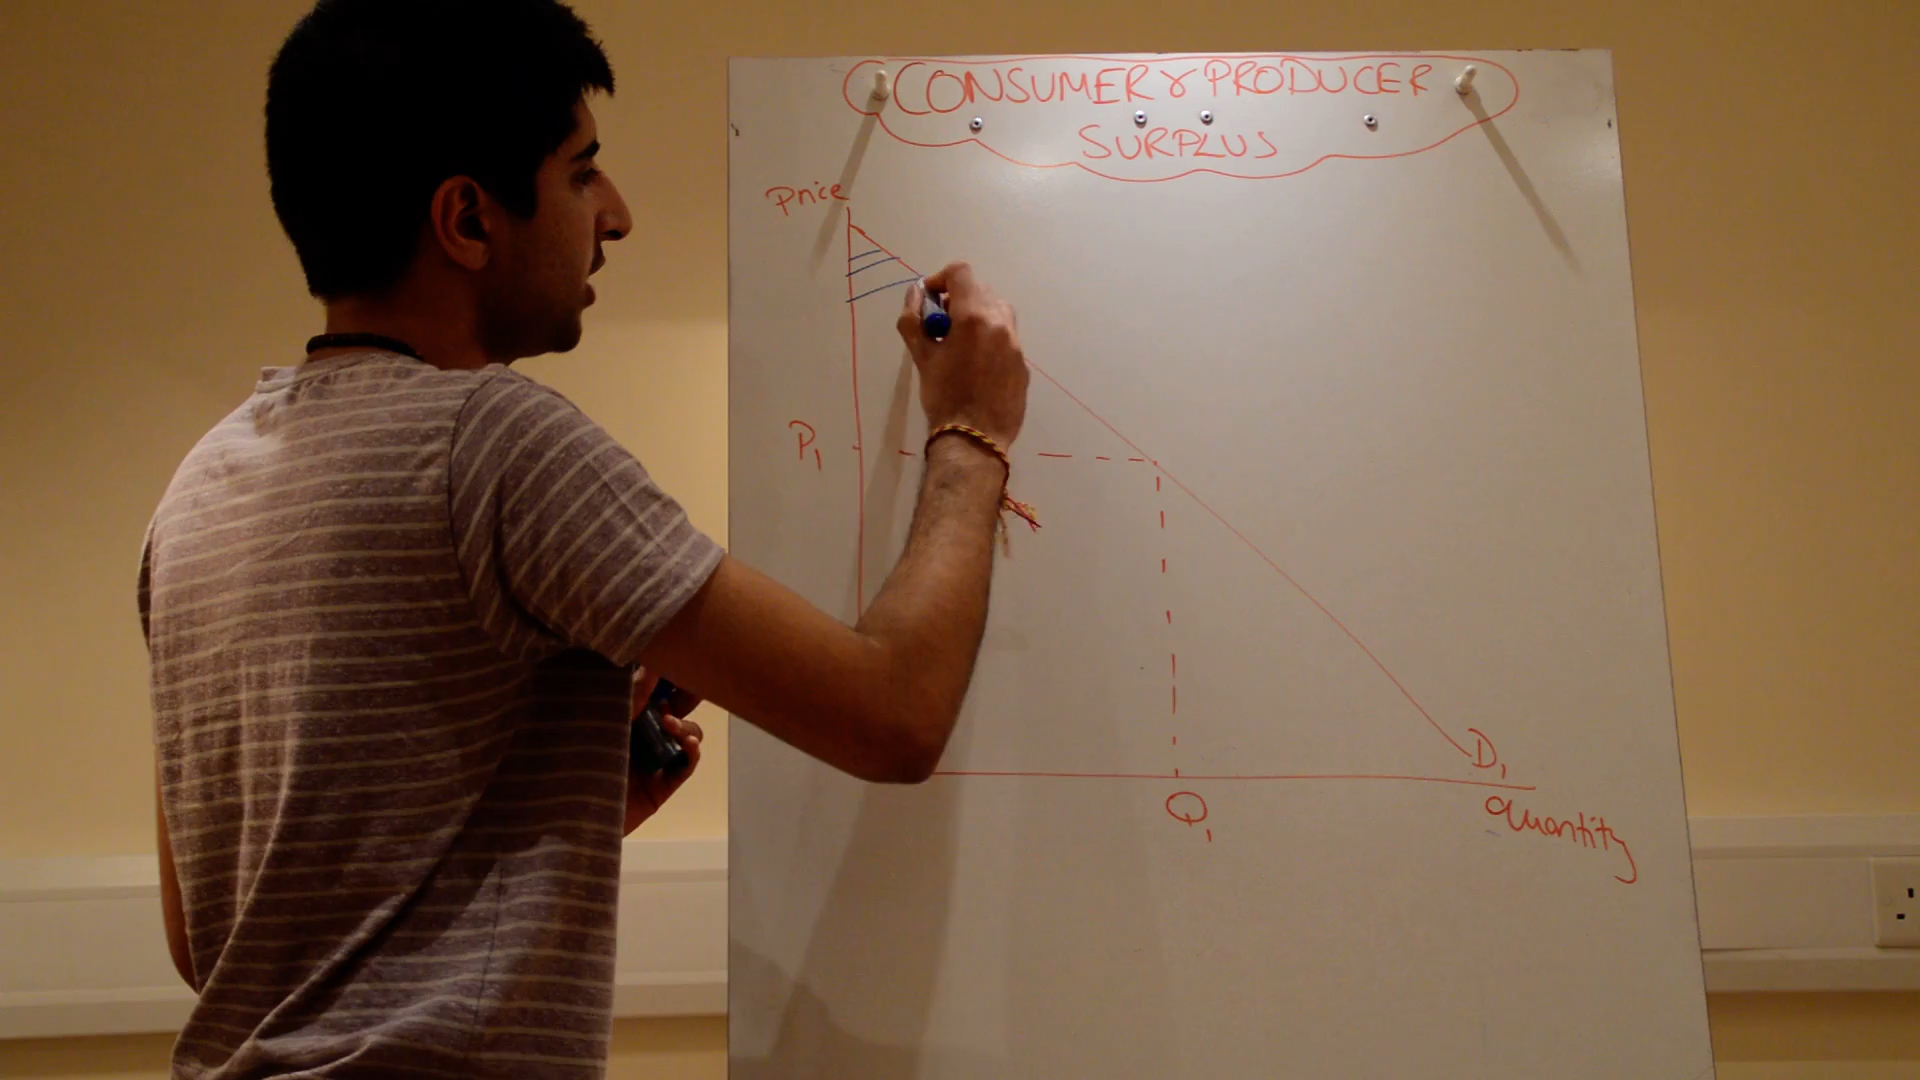 CONSUMER & PRODUCER
SURPLUS
Price
P1
D1
Q1
quantity